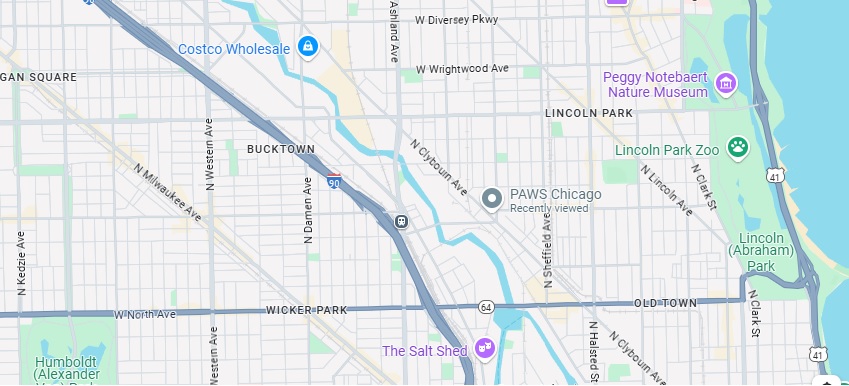 90
W Diversey Pkwy
N Ashland Ave
Costco Wholesale
W Wrightwood Ave
GAN SQUARE
Peggy Notebaert
Nature Museum
LINCOLN PARK
N Western Ave
BUCKTOWN
N Clybourn Ave
Lincoln Park Zoo
N Milwaukee Ave
90
41
N Lincoln Ave
N Clark St
PAWS Chicago
Recently viewed
N Damen Ave
N Kedzie Ave
N Sheffield Ave
Lincoln
(Abraham)
Park
WICKER PARK
W North Ave
64
OLD TOWN
N Clark St
N Halsted St
N Clybourn Ave
The Salt Shed
41
Western Ave
Humboldt
(Alexander